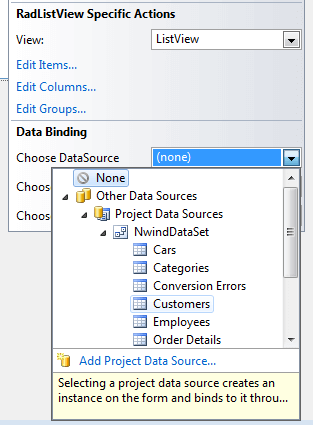 RadListView Specific Actions
View: ListView
Edit Items...
Edit Columns...
Edit Groups...
Data Binding
Choose DataSource (none)
Choo
None
Other Data Sources
Project Data Sources
NwindDataSet
Cars
Categories
Conversion Errors
Customers
Employees
Order Details
Choo
Add Project Data Source...
Selecting a project data source creates an
instance on the form and binds to it throu...